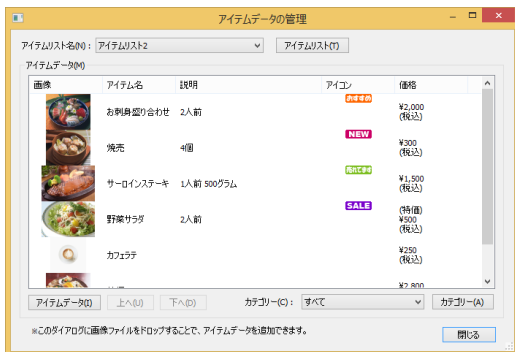 アイテムデータの管理
アイテムリスト名(N)： アイテムリスト2 アイテムリスト(T)
アイテムデータ(M)
画像 アイテム名 説明 アイコン 価格
おすすめ
お刺身盛り合わせ 2人前 ¥2,000
(税込)
NEW
焼売 4個 ¥300
(税込)
売れてます
サーロインステーキ 1人前 500グラム ¥1,500
(税込)
SALE
(特価)
野菜サラダ 2人前 ¥500
(税込)
カフェラテ ¥250
(税込)
¥2,800
アイテムデータ(I) 上へ(U) 下へ(D) カテゴリー(C)： すべて カテゴリー(A)
※このダイアログに画像ファイルをドロップすることで、アイテムデータを追加できます。
閉じる